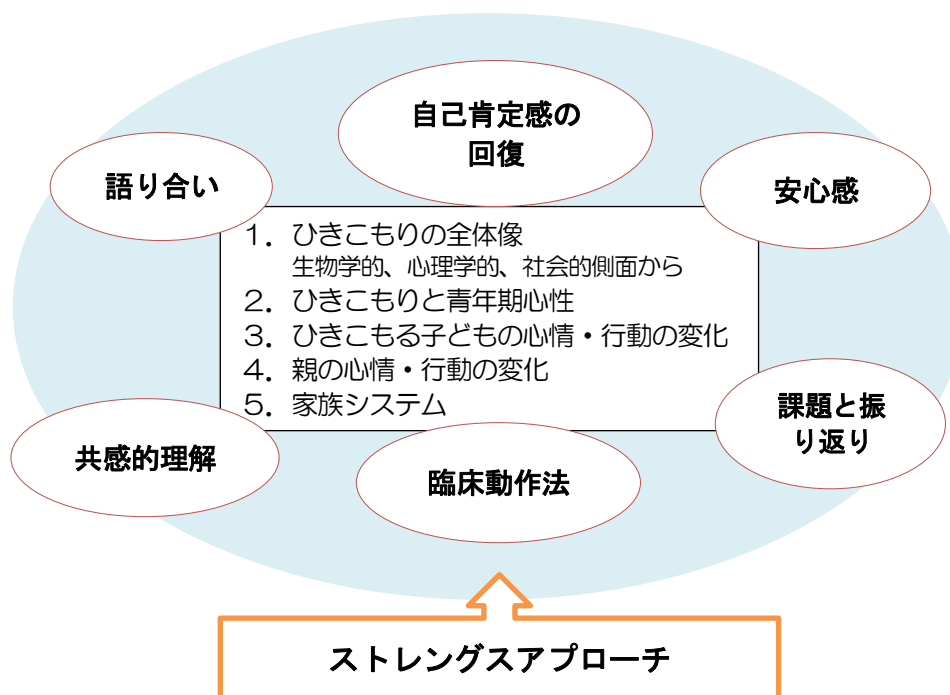 自己肯定感の
回復
語り合い
安心感
１．ひきこもりの全体像
生物学的、心理学的、社会的側面から
２．ひきこもりと青年期心性
３．ひきこもる子どもの心情・行動の変化
４．親の心情・行動の変化
５．家族システム
課題と振
り返り
共感的理解
臨床動作法
ストレングスアプローチ